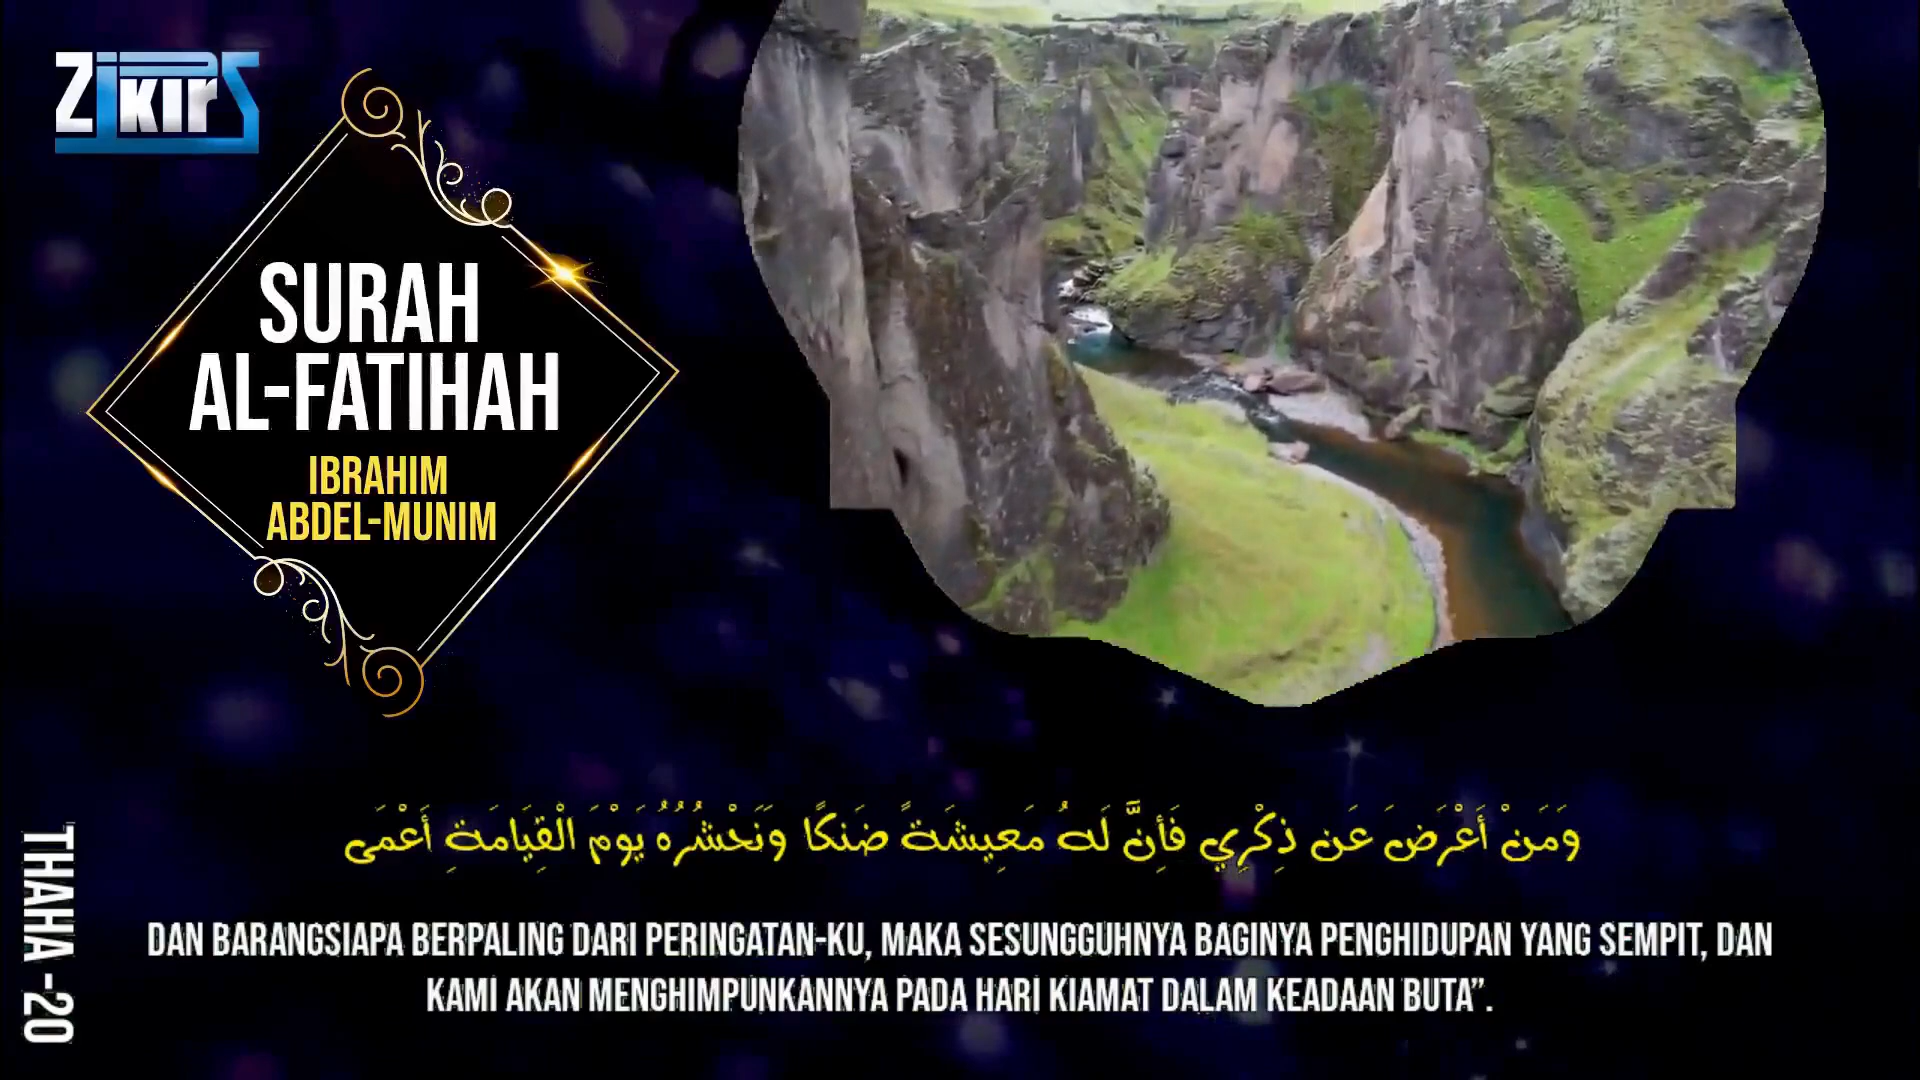 ZikirS
SURAH
AL-FATIHAH
IBRAHIM
ABDEL-MUNIM
وَمَنْ أَعْرَضَ عَن ذِكْرِي فَأِنَّ لَهُ مَعِيشَةً ضَنكًا وَنَحْشُرُهُ يَوْمَ الْقِيَامَةِ أَعْمَى
DAN BARANGSIAPA BERPALING DARI PERINGATAN-KU, MAKA SESUNGGUHNYA BAGINYA PENGHIDUPAN YANG SEMPIT, DAN
KAMI AKAN MENGHIMPUNKANNYA PADA HARI KIAMAT DALAM KEADAAN BUTA”.
THAHA -20